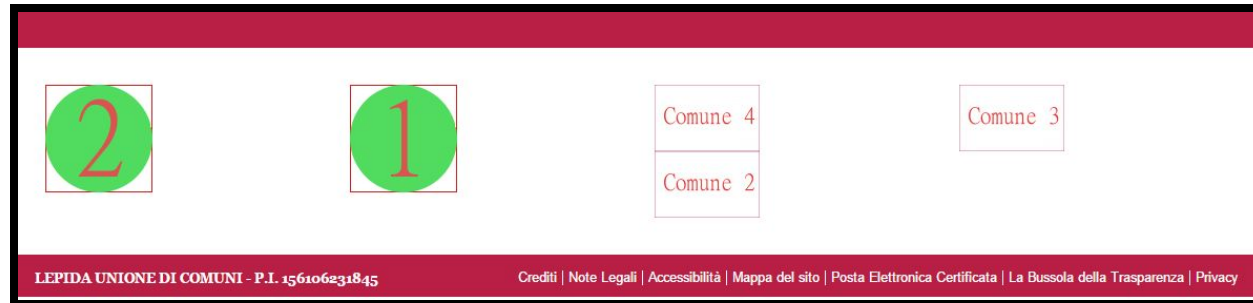 2
1
Comune 4
Comune 3
Comune 2
LEPIDA UNIONE DI COMUNI - P.I. 156106231845
Crediti | Note Legali | Accessibilità | Mappa del sito | Posta Elettronica Certificata | La Bussola della Trasparenza | Privacy